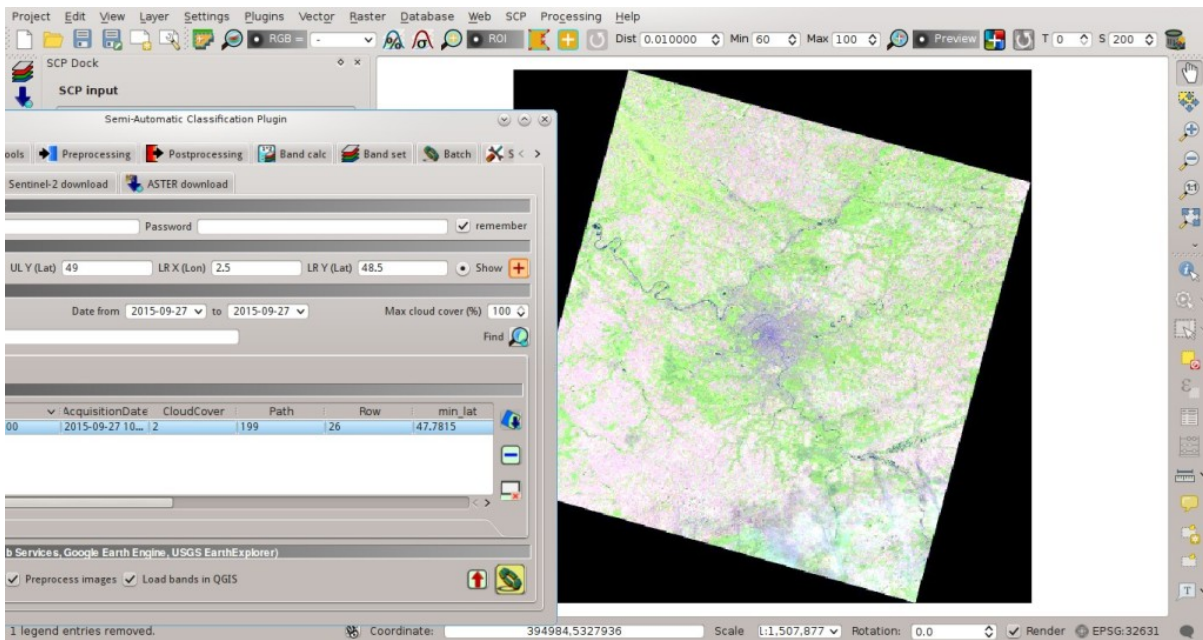 Project Edit View Layer Settings Plugins Vector Raster Database Web SCP Processing Help
RGB = - ROI Dist 0.010000 Min 60 Max 100 Preview T 0 S 200
SCP Dock
SCP input
Semi-Automatic Classification Plugin
ools Preprocessing Postprocessing Band calc Band set Batch S < >
Sentinel-2 download ASTER download
Password remember
UL Y (Lat) 49 LR X (Lon) 2.5 LR Y (Lat) 48.5 Show
Date from 2015-09-27 to 2015-09-27 Max cloud cover (%) 100
Find
AcquisitionDate CloudCover Path Row min_lat
00 2015-09-27 10... 2 199 26 47.7815
b Services, Google Earth Engine, USGS EarthExplorer)
Preprocess images Load bands in QGIS
1 legend entries removed. Coordinate: 394984,5327936 Scale 1:1,507,877 Rotation: 0.0 Render EPSG:32631